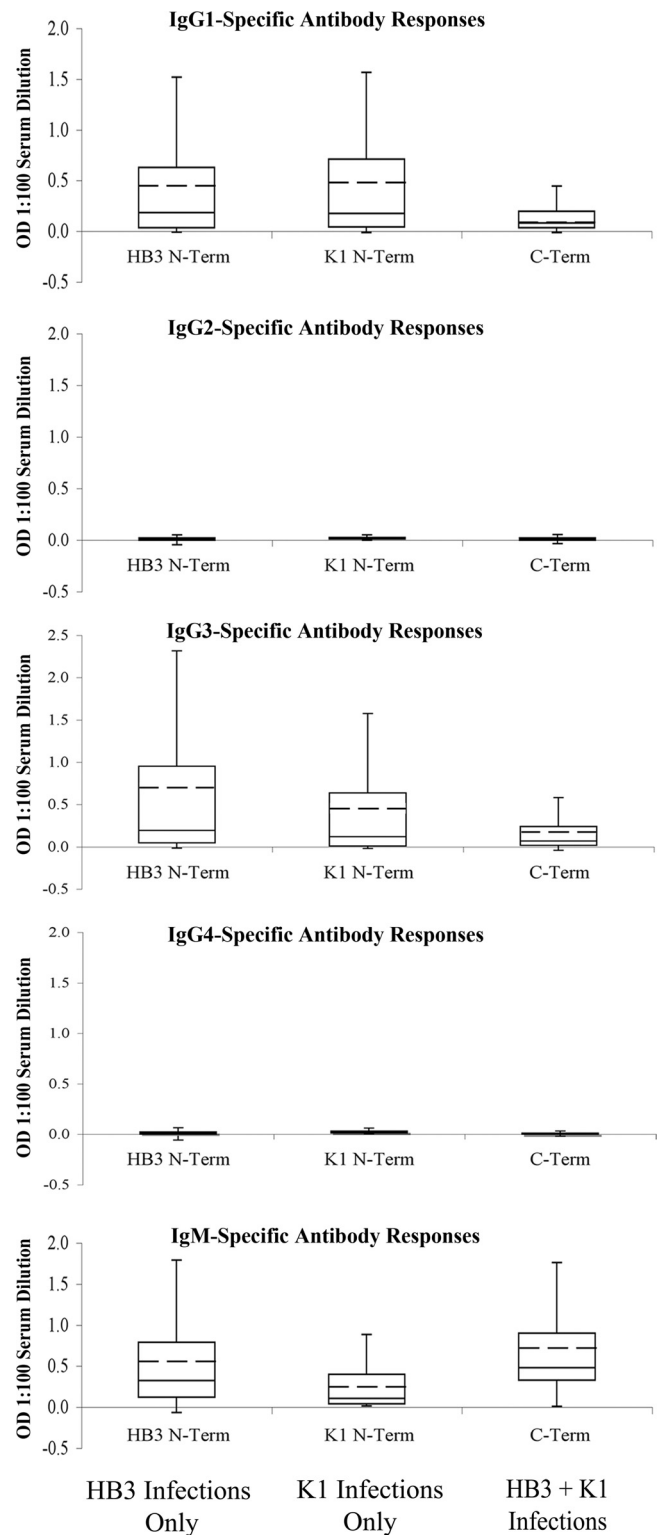 IgG1-Specific Antibody Responses
OD 1:100 Serum Dilution
2.0
1.5
1.0
0.5
0.0
-0.5
HB3 N-Term
K1 N-Term
C-Term
IgG2-Specific Antibody Responses
OD 1:100 Serum Dilution
2.0
1.5
1.0
0.5
0.0
-0.5
HB3 N-Term
K1 N-Term
C-Term
IgG3-Specific Antibody Responses
OD 1:100 Serum Dilution
2.5
2.0
1.5
1.0
0.5
0.0
-0.5
HB3 N-Term
K1 N-Term
C-Term
IgG4-Specific Antibody Responses
OD 1:100 Serum Dilution
2.0
1.5
1.0
0.5
0.0
-0.5
HB3 N-Term
K1 N-Term
C-Term
IgM-Specific Antibody Responses
OD 1:100 Serum Dilution
2.0
1.5
1.0
0.5
0.0
-0.5
HB3 N-Term
K1 N-Term
C-Term
HB3 Infections
Only
K1 Infections
Only
HB3 + K1
Infections